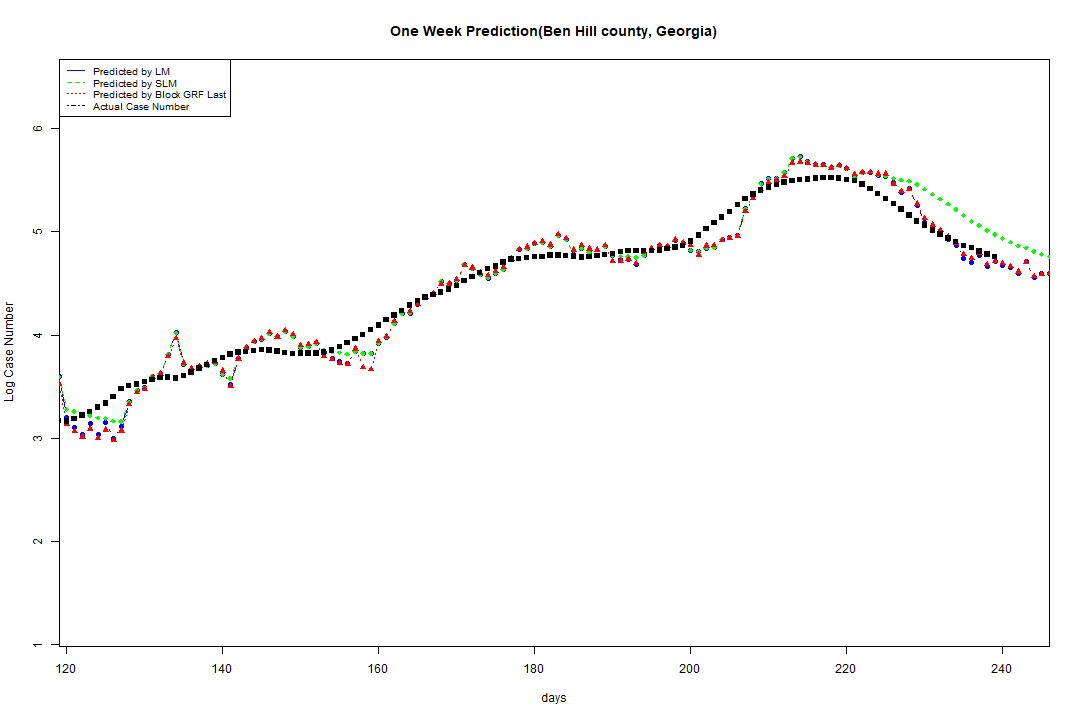 One Week Prediction(Ben Hill county, Georgia)
Predicted by LM
Predicted by SLM
Predicted by Block GRF Last
Actual Case Number
6
5
4
3
2
1
Log Case Number
120 140 160 180 200 220 240
days